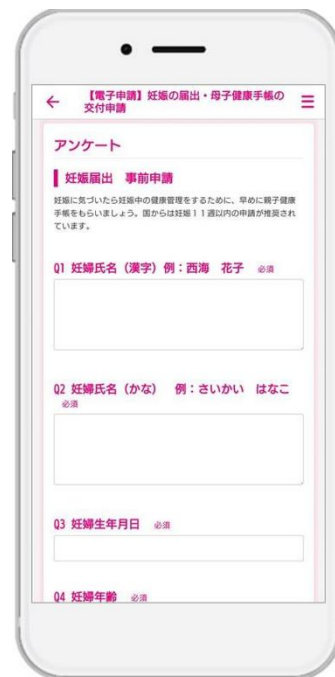 【電子申請】妊娠の届出・母子健康手帳の
交付申請
アンケート
妊娠届出 事前申請
妊娠に気づいたら妊娠中の健康管理をするために、早めに親子健康
手帳をもらいましょう。国からは妊娠11週以内の申請が推奨され
ています。
Q1 妊婦氏名（漢字）例：西海 花子 必須
Q2 妊婦氏名（かな） 例：さいかい はなこ
必須
Q3 妊婦生年月日 必須
Q4 妊婦年齢 必須